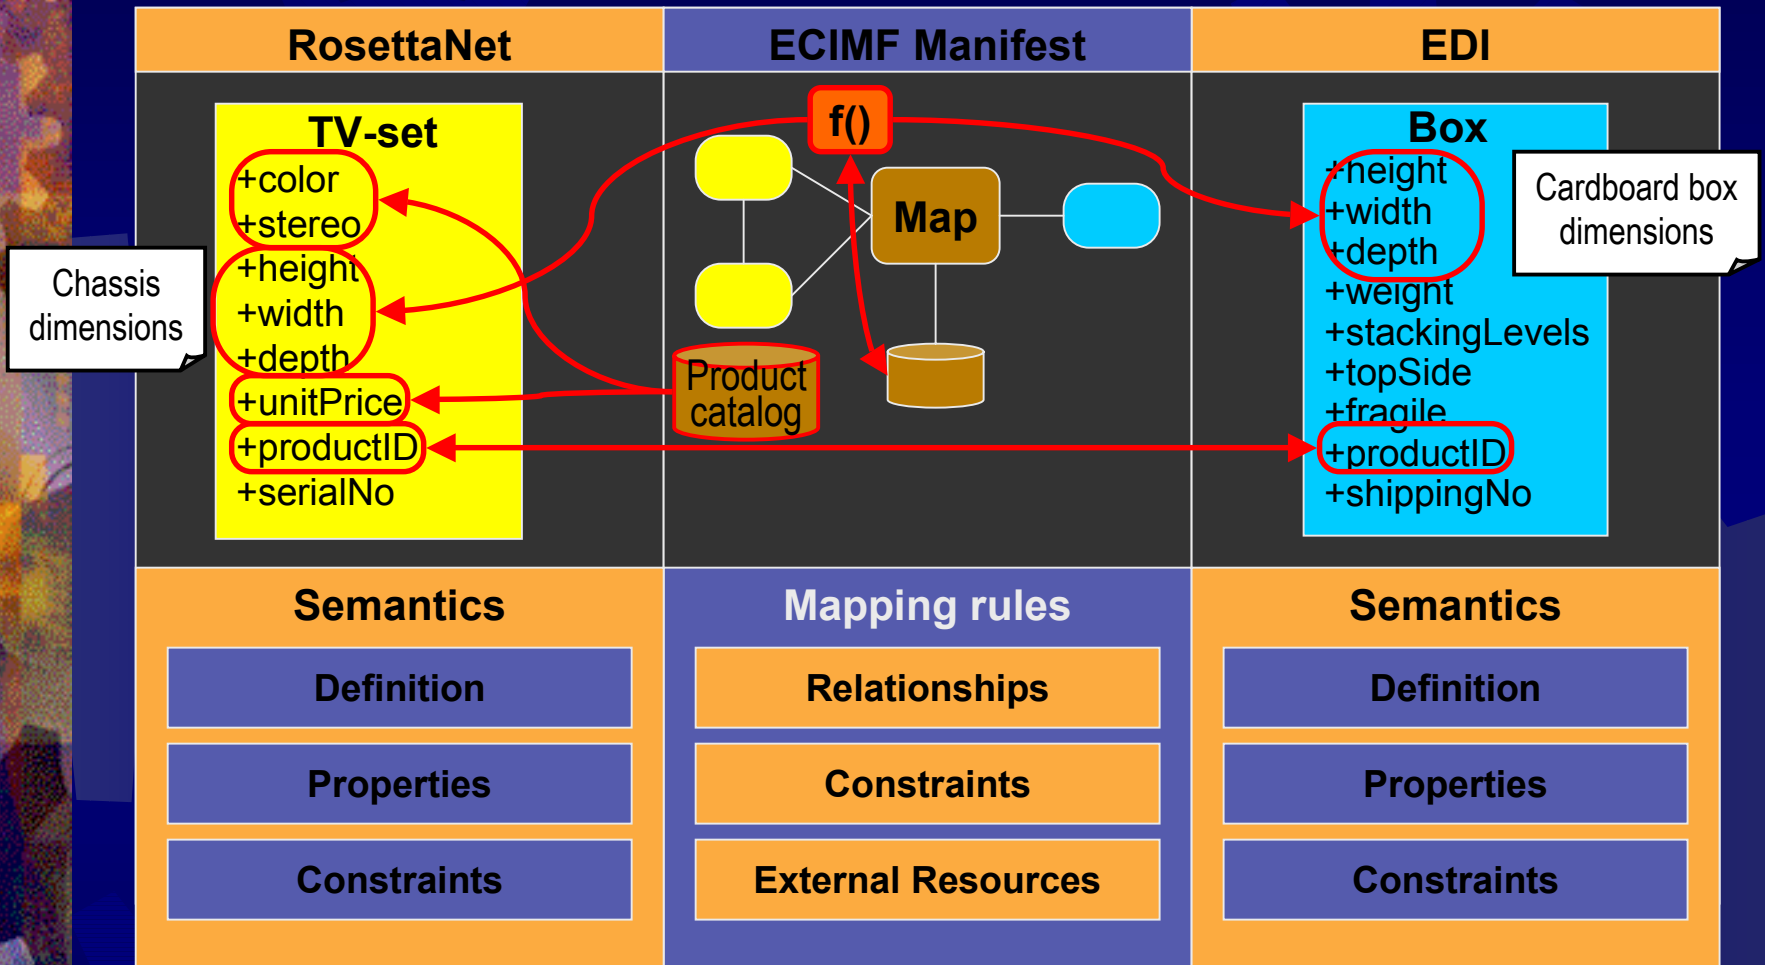 RosettaNet
ECIMF Manifest
EDI
TV-set
+color
+stereo
+height
+width
+depth
+unitPrice
+productID
+serialNo
Chassis
dimensions
f()
Map
Product
catalog
Box
+height
+width
+depth
+weight
+stackingLevels
+topSide
+fragile
+productID
+shippingNo
Cardboard box
dimensions
Semantics
Definition
Properties
Constraints
Mapping rules
Relationships
Constraints
External Resources
Semantics
Definition
Properties
Constraints